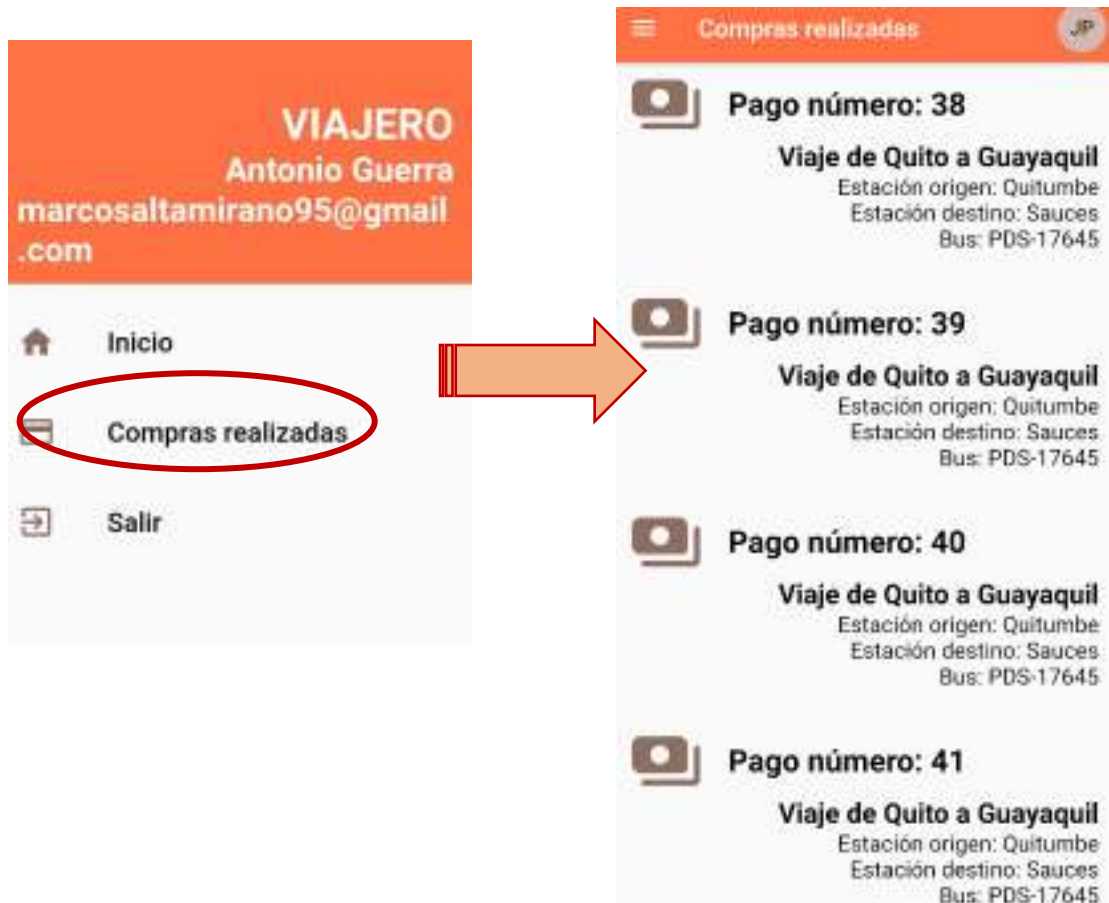 VIAJERO
Antonio Guerra
marcosaltamirano95@gmail
.com
Inicio
Compras realizadas
Salir
Compras realizadas
JP
Pago número: 38
Viaje de Quito a Guayaquil
Estación origen: Quitumbe
Estación destino: Sauces
Bus: PDS-17645
Pago número: 39
Viaje de Quito a Guayaquil
Estación origen: Quitumbe
Estación destino: Sauces
Bus: PDS-17645
Pago número: 40
Viaje de Quito a Guayaquil
Estación origen: Quitumbe
Estación destino: Sauces
Bus: PDS-17645
Pago número: 41
Viaje de Quito a Guayaquil
Estación origen: Quitumbe
Estación destino: Sauces
Bus: PDS-17645